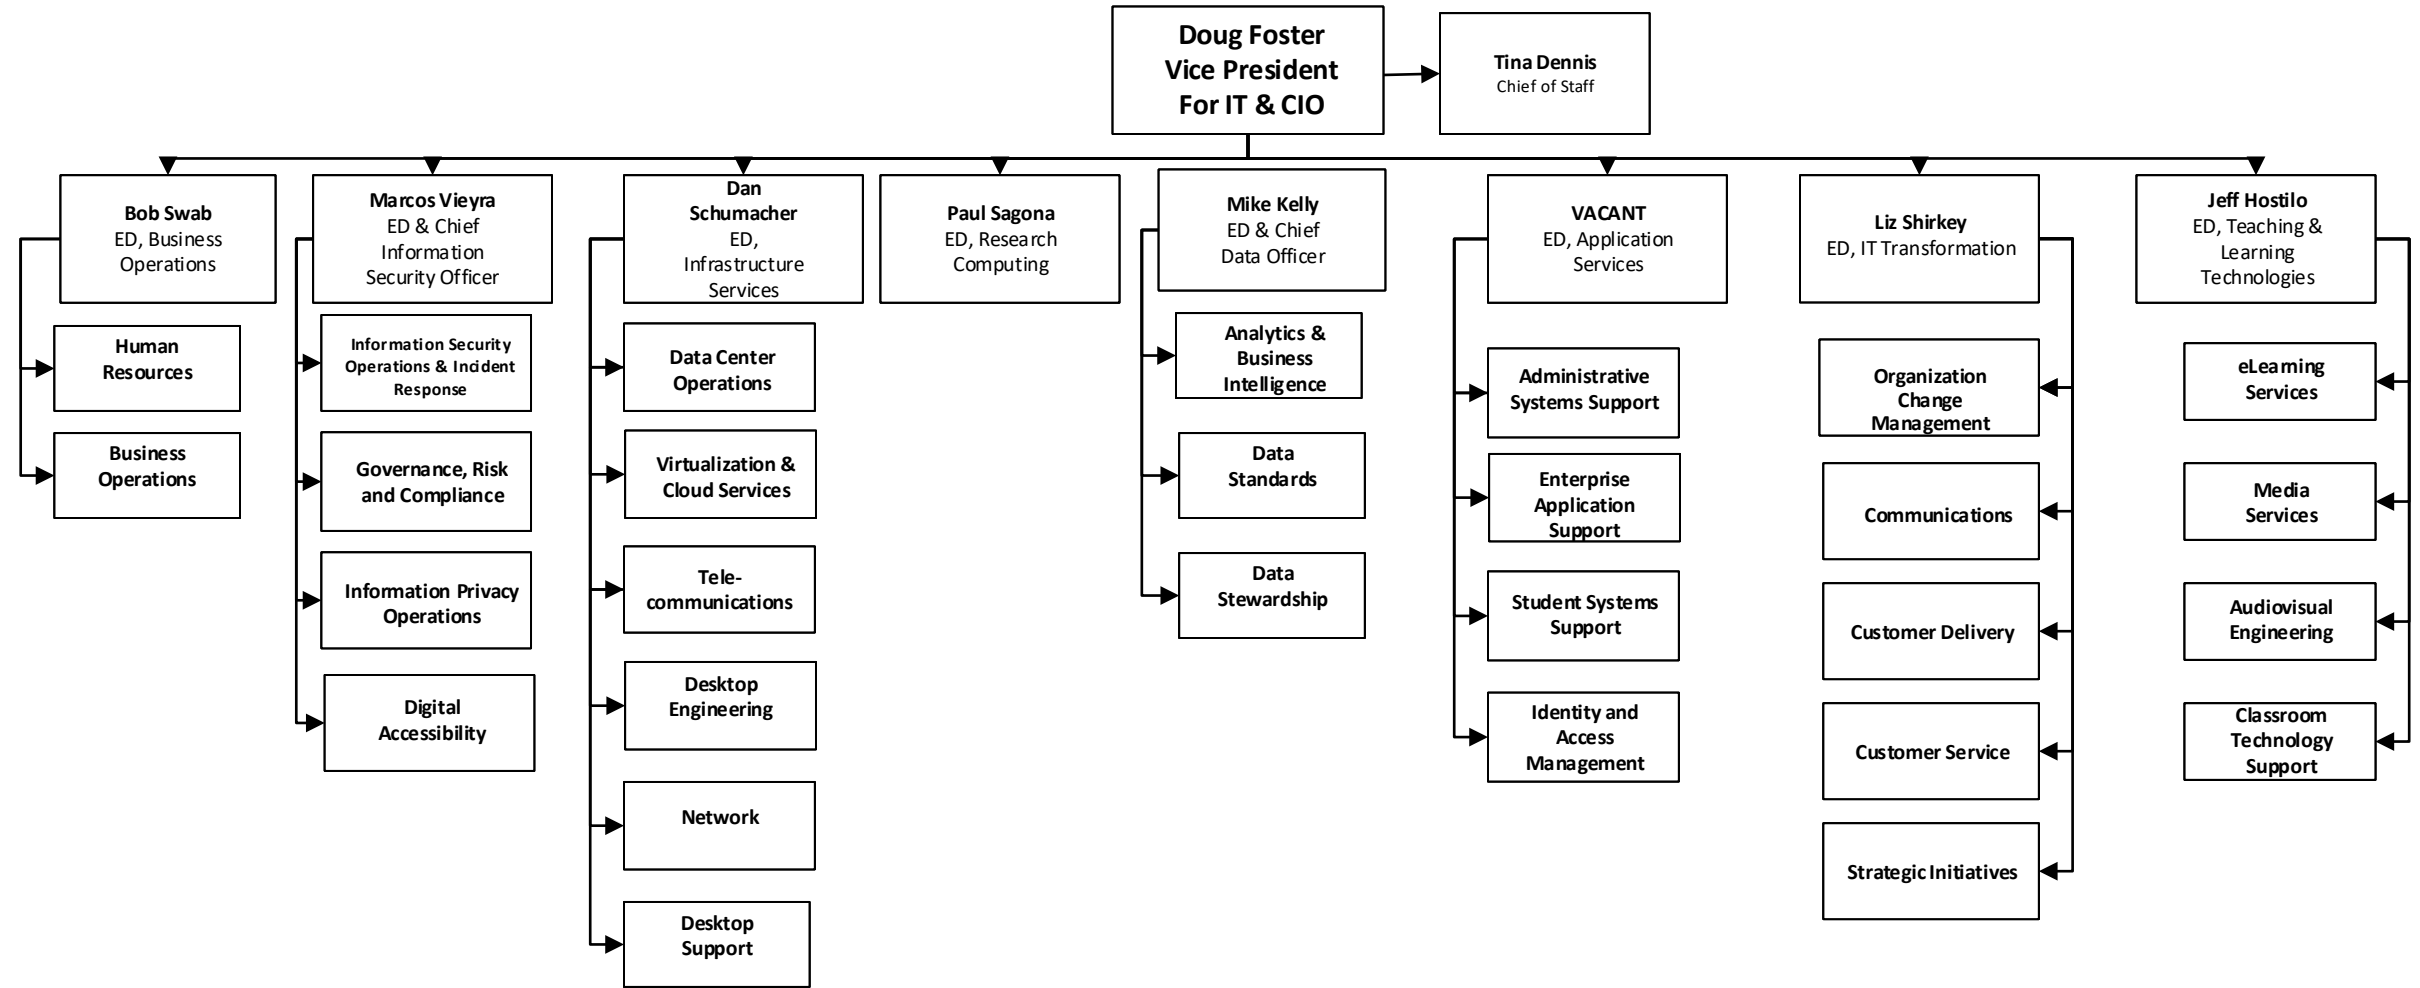 Doug Foster
Vice President
For IT & CIO
Tina Dennis
Chief of Staff
Bob Swab
ED, Business
Operations
Human
Resources
Business
Operations
Marcos Vieyra
ED & Chief
Information
Security Officer
Information Security
Operations & Incident
Response
Governance, Risk
and Compliance
Information Privacy
Operations
Digital
Accessibility
Dan
Schumacher
ED,
Infrastructure
Services
Data Center
Operations
Virtualization &
Cloud Services
Tele-
communications
Desktop
Engineering
Network
Desktop
Support
Paul Sagona
ED, Research
Computing
Mike Kelly
ED & Chief
Data Officer
Analytics &
Business
Intelligence
Data
Standards
Data
Stewardship
VACANT
ED, Application
Services
Administrative
Systems Support
Enterprise
Application
Support
Student Systems
Support
Identity and
Access
Management
Liz Shirkey
ED, IT Transformation
Organization
Change
Management
Communications
Customer Delivery
Customer Service
Strategic Initiatives
Jeff Hostilo
ED, Teaching &
Learning
Technologies
eLearning
Services
Media
Services
Audiovisual
Engineering
Classroom
Technology
Support